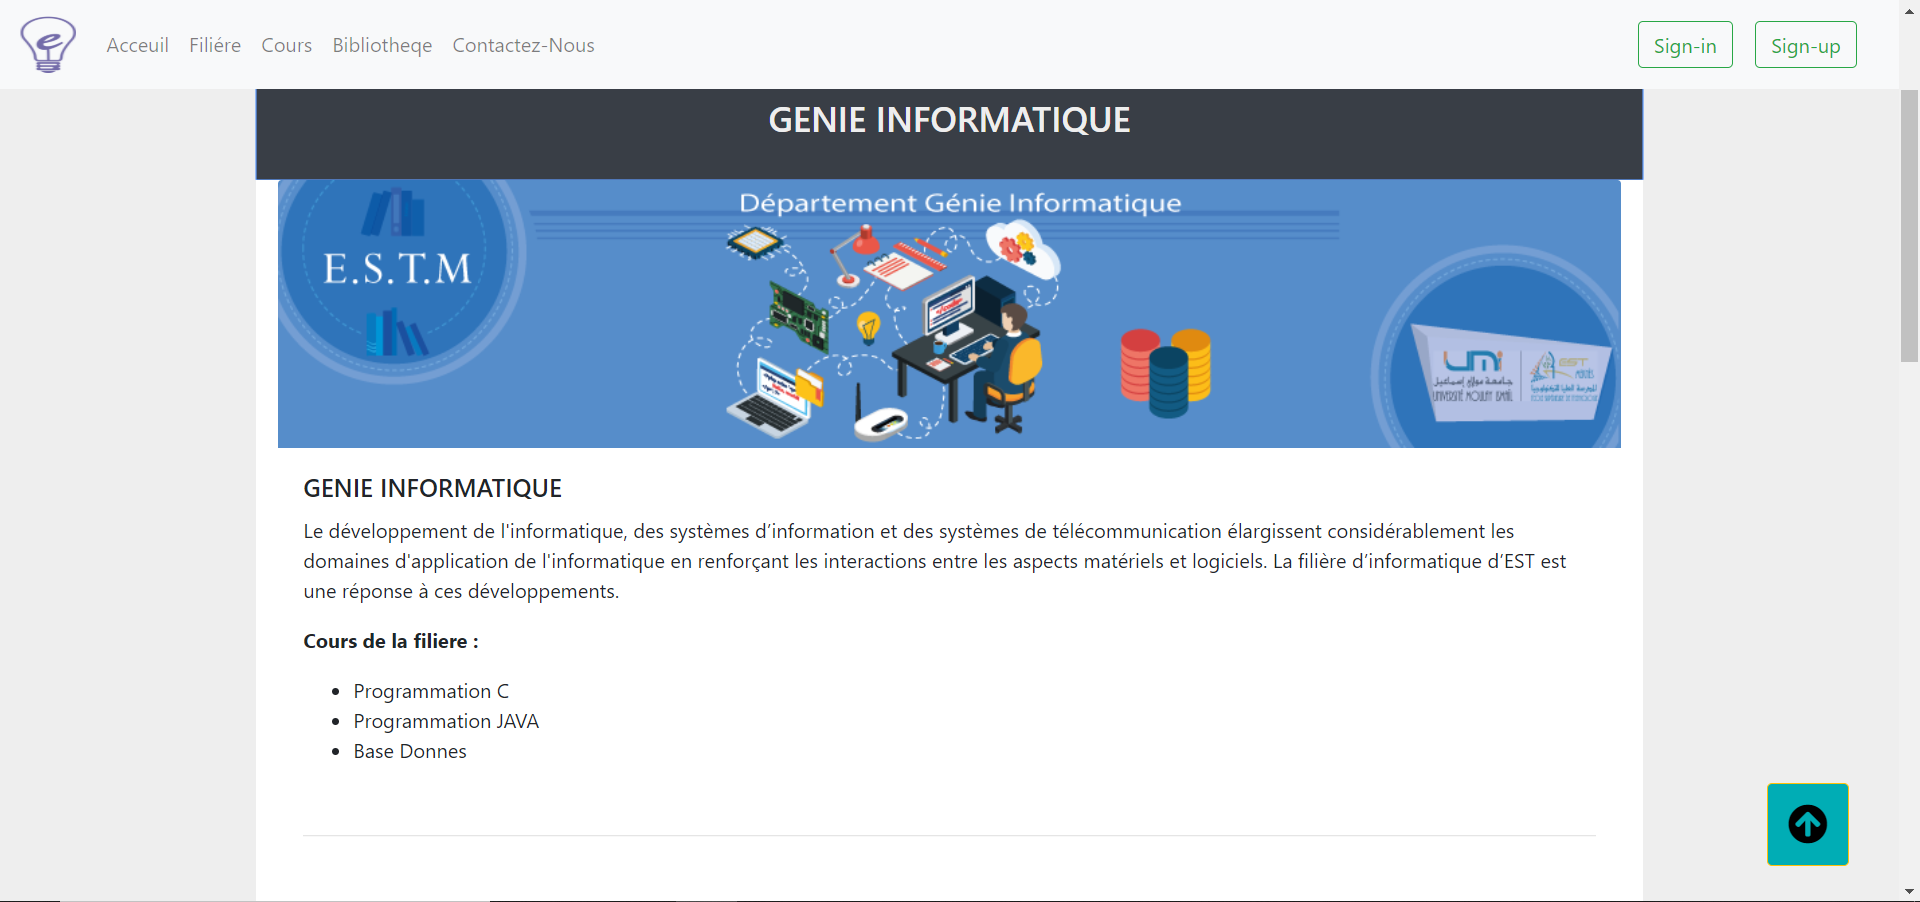 Acceuil Filiére Cours Bibliotheqe Contactez-Nous Sign-in Sign-up
GENIE INFORMATIQUE
Département Génie Informatique
E.S.T.M
umi
EST
جامعة مولاي إسماعيل
UNIVERSITÉ MOULAY ISMAÏL
GENIE INFORMATIQUE
Le développement de l'informatique, des systèmes d’information et des systèmes de télécommunication élargissent considérablement les
domaines d'application de l'informatique en renforçant les interactions entre les aspects matériels et logiciels. La filière d’informatique d’EST est
une réponse à ces développements.
Cours de la filiere :
Programmation C
Programmation JAVA
Base Donnes